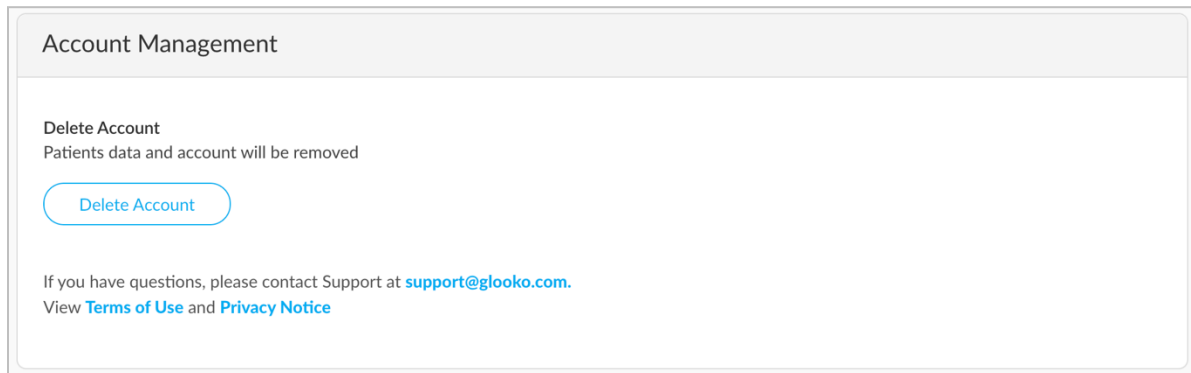 Account Management
Delete Account
Patients data and account will be removed
Delete Account
If you have questions, please contact Support at support@glooko.com.
View Terms of Use and Privacy Notice